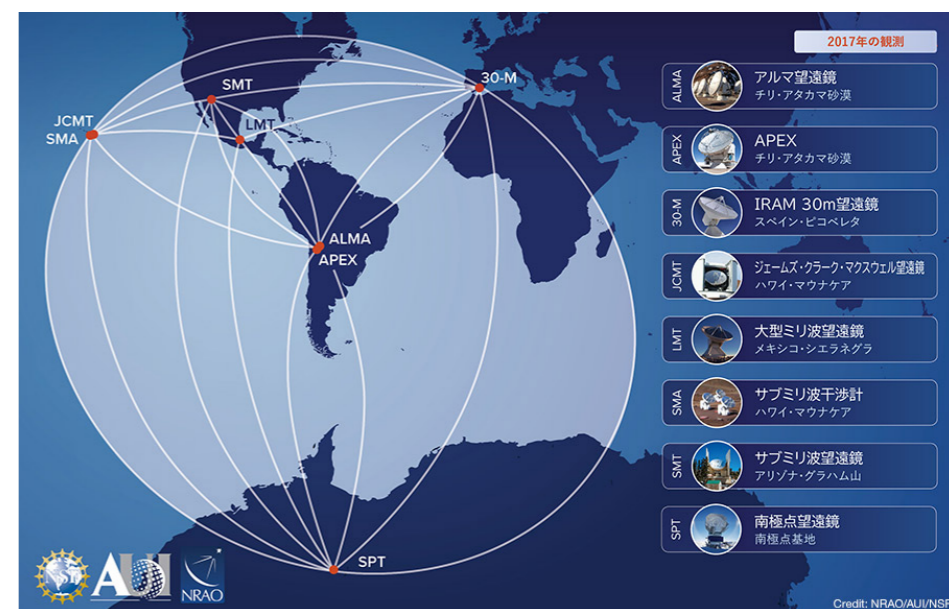 2017年の観測
30-M
SMT
LMT
JCMT
SMA
ALMA
APEX
SPT
ALMA
アルマ望遠鏡
チリ・アタカマ砂漠
APEX
APEX
チリ・アタカマ砂漠
30-M
IRAM 30m望遠鏡
スペイン・ピコベレタ
JCMT
ジェームズ・クラーク・マクスウェル望遠鏡
ハワイ・マウナケア
LMT
大型ミリ波望遠鏡
メキシコ・シエラネグラ
SMA
サブミリ波干渉計
ハワイ・マウナケア
SMT
サブミリ波望遠鏡
アリゾナ・グラハム山
SPT
南極点望遠鏡
南極点基地
NSF
AUI
NRAO
Credit: NRAO/AUI/NSF